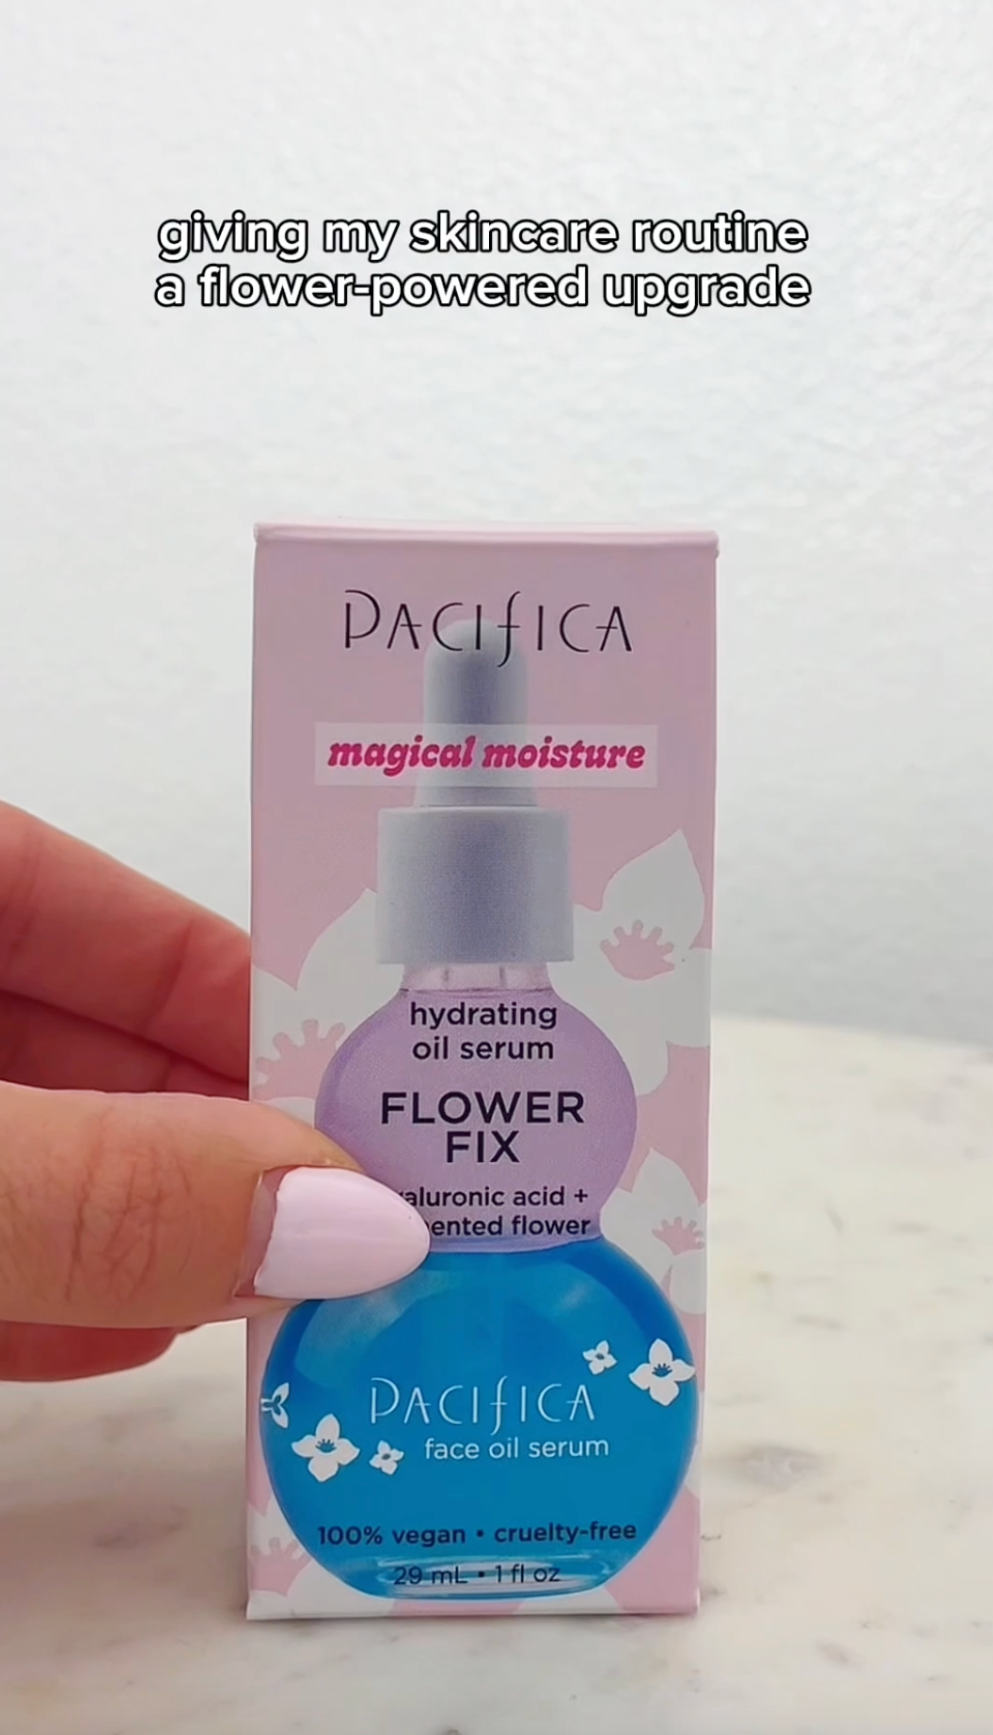 giving my skincare routine
a flower-powered upgrade
PACIFICA
magical moisture
hydrating
oil serum
FLOWER
FIX
aluronic acid +
ented flower
PACIFICA
face oil serum
100% vegan • cruelty-free
29 mL • 1 fl oz